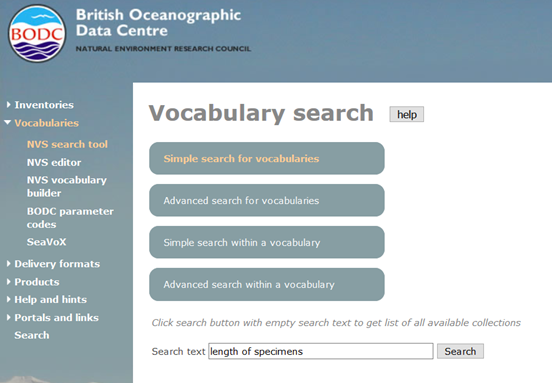 BODC
British Oceanographic
Data Centre
NATURAL ENVIRONMENT RESEARCH COUNCIL
Inventories
Vocabularies
NVS search tool
NVS editor
NVS vocabulary
builder
BODC parameter
codes
SeaVoX
Delivery formats
Products
Help and hints
Portals and links
Search
Vocabulary search help
Simple search for vocabularies
Advanced search for vocabularies
Simple search within a vocabulary
Advanced search within a vocabulary
Click search button with empty search text to get list of all available collections
Search text length of specimens Search